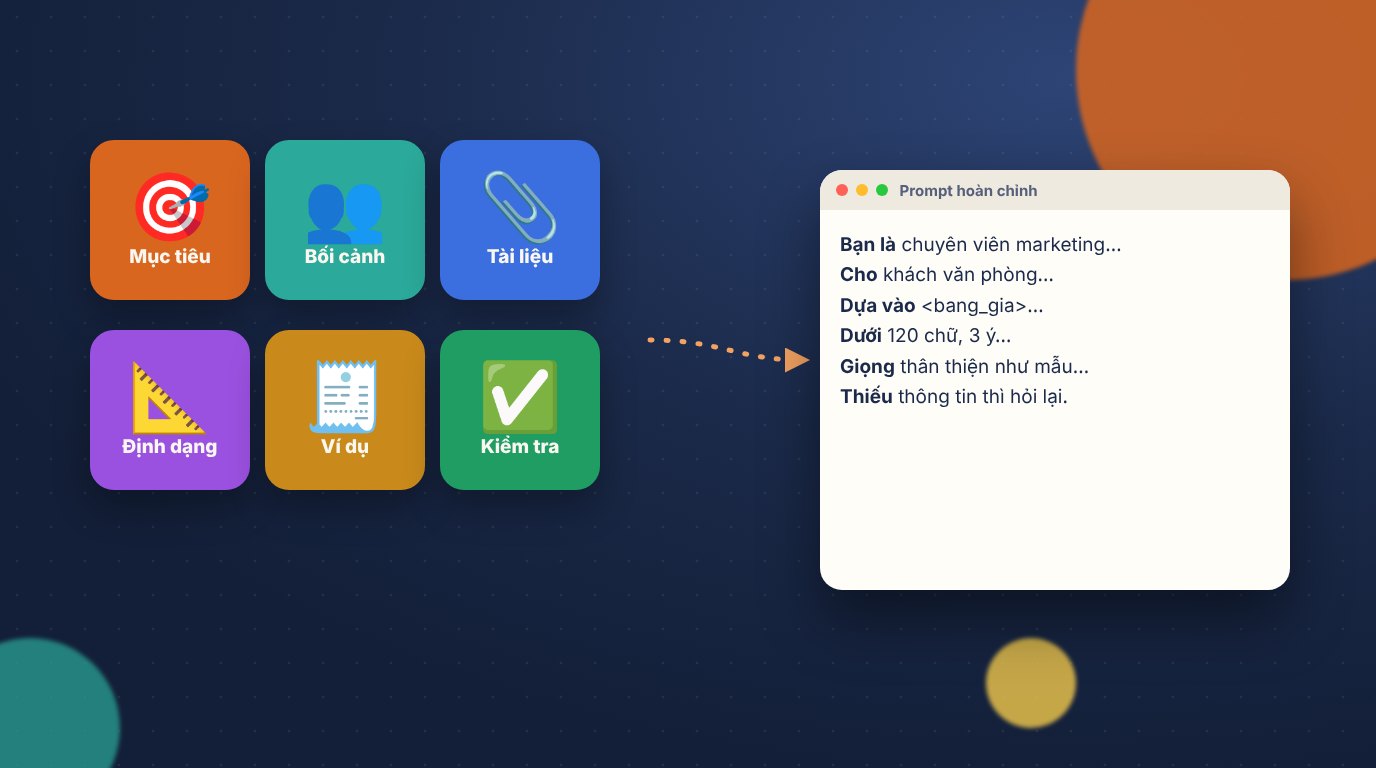 Mục tiêu
Bối cảnh
Tài liệu
Định dạng
Ví dụ
Kiểm tra
Prompt hoàn chỉnh
Bạn là chuyên viên marketing...
Cho khách văn phòng...
Dựa vào <bang_gia>...
Dưới 120 chữ, 3 ý...
Giọng thân thiện như mẫu...
Thiếu thông tin thì hỏi lại.